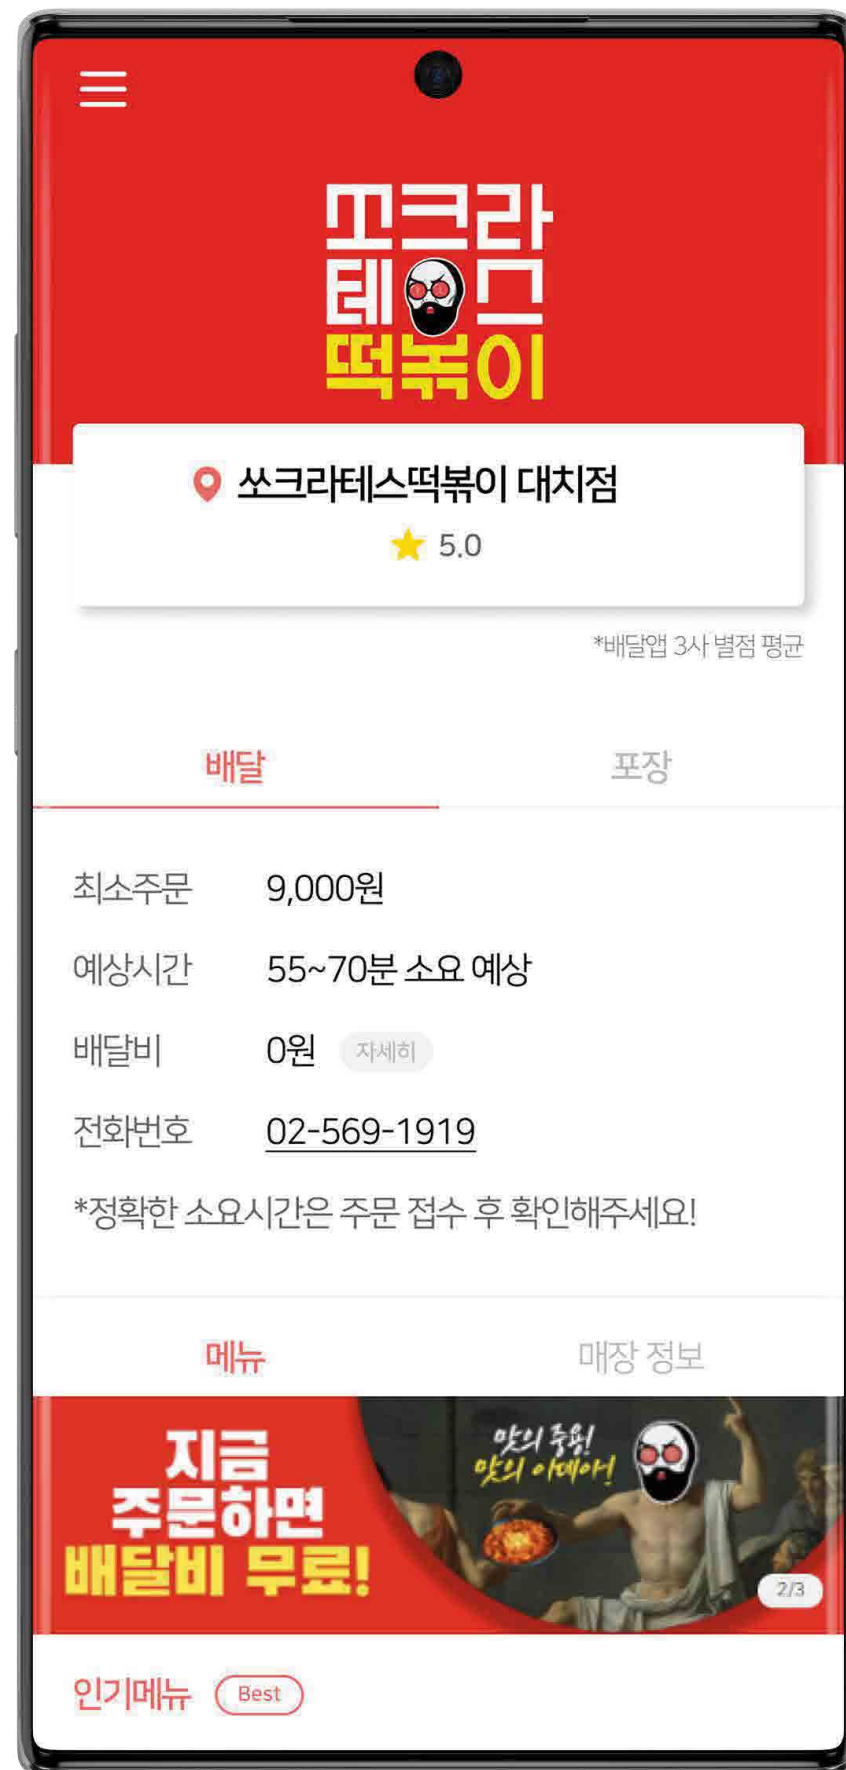 쏘크라
테스
떡볶이
쏘크라테스떡볶이 대치점
5.0
*배달앱 3사 별점 평균
배달 포장
최소주문 9,000원
예상시간 55~70분 소요 예상
배달비 0원 자세히
전화번호 02-569-1919
*정확한 소요시간은 주문 접수 후 확인해주세요!
메뉴 매장 정보
지금
주문하면
배달비 무료!
맛의 중용!
맛의 이데아!
2/3
인기메뉴 Best